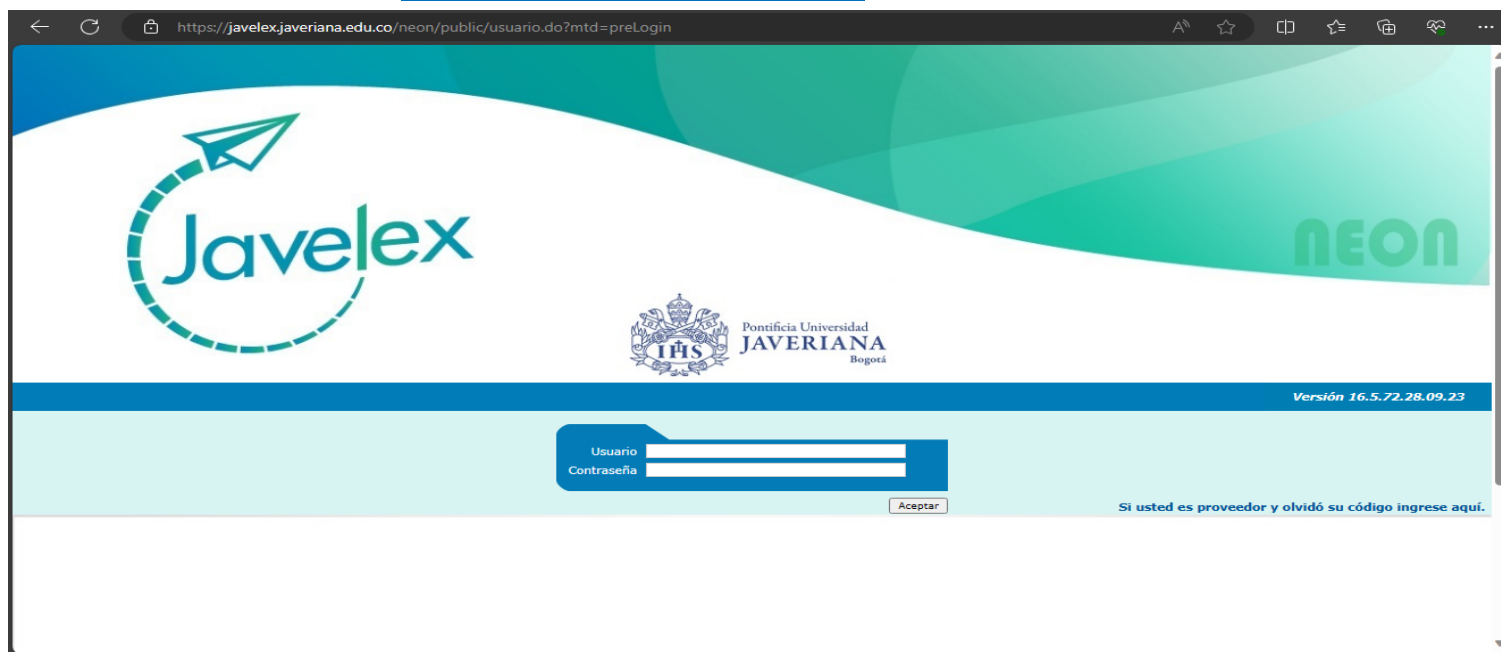 https://javelex.javeriana.edu.co/neon/public/usuario.do?mtd=preLogin
Javelex
neon
Pontificia Universidad
JAVERIANA
Bogotá
IHS
Versión 16.5.72.28.09.23
Usuario
Contraseña
Aceptar
Si usted es proveedor y olvidó su código ingrese aquí.